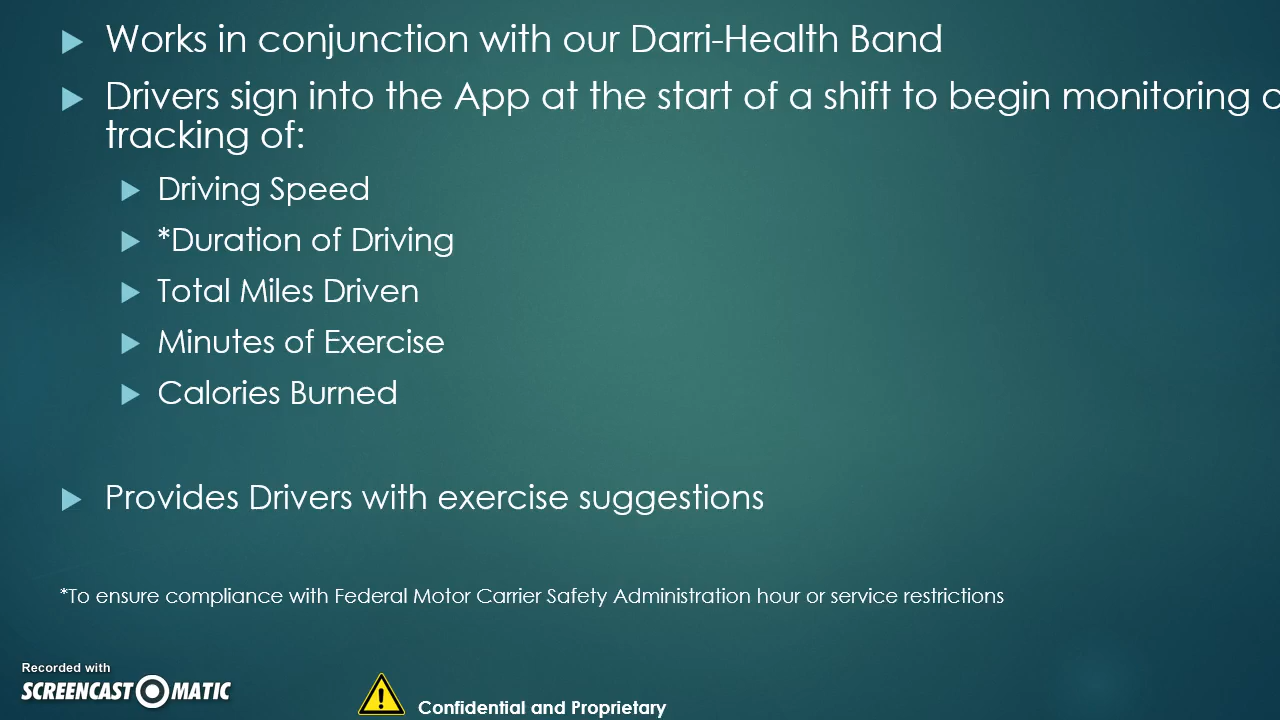 Works in conjunction with our Darri-Health Band
Drivers sign into the App at the start of a shift to begin monitoring
tracking of:
Driving Speed
*Duration of Driving
Total Miles Driven
Minutes of Exercise
Calories Burned
Provides Drivers with exercise suggestions
*To ensure compliance with Federal Motor Carrier Safety Administration hour or service restrictions
Recorded with
SCREENCAST MATIC
Confidential and Proprietary